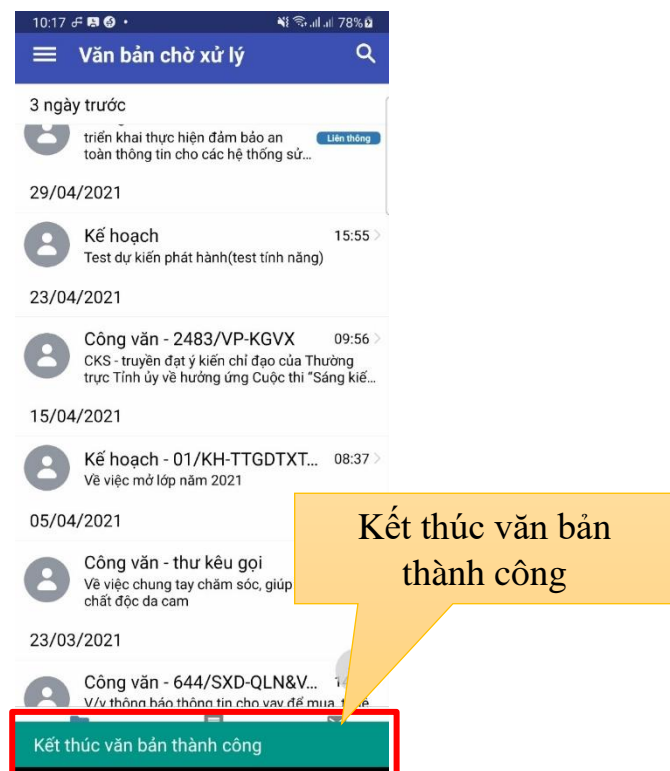 10:17
78%
Văn bản chờ xử lý
3 ngày trước
triển khai thực hiện đảm bảo an
Liên thông
toàn thông tin cho các hệ thống sử...
29/04/2021
Kế hoạch 15:55
Test dự kiến phát hành(test tính năng)
23/04/2021
Công văn - 2483/VP-KGVX 09:56
CKS - truyền đạt ý kiến chỉ đạo của Thường
trực Tỉnh ủy về hưởng ứng Cuộc thi "Sáng kiế...
15/04/2021
Kế hoạch - 01/KH-TTGDTXT... 08:37
Về việc mở lớp năm 2021
05/04/2021
Công văn - thư kêu gọi
Về việc chung tay chăm sóc, giúp
chất độc da cam
23/03/2021
Công văn - 644/SXD-QLN&V...
V/v thông báo thông tin cho vay để mua,
Kết thúc văn bản thành công
Kết thúc văn bản
thành công